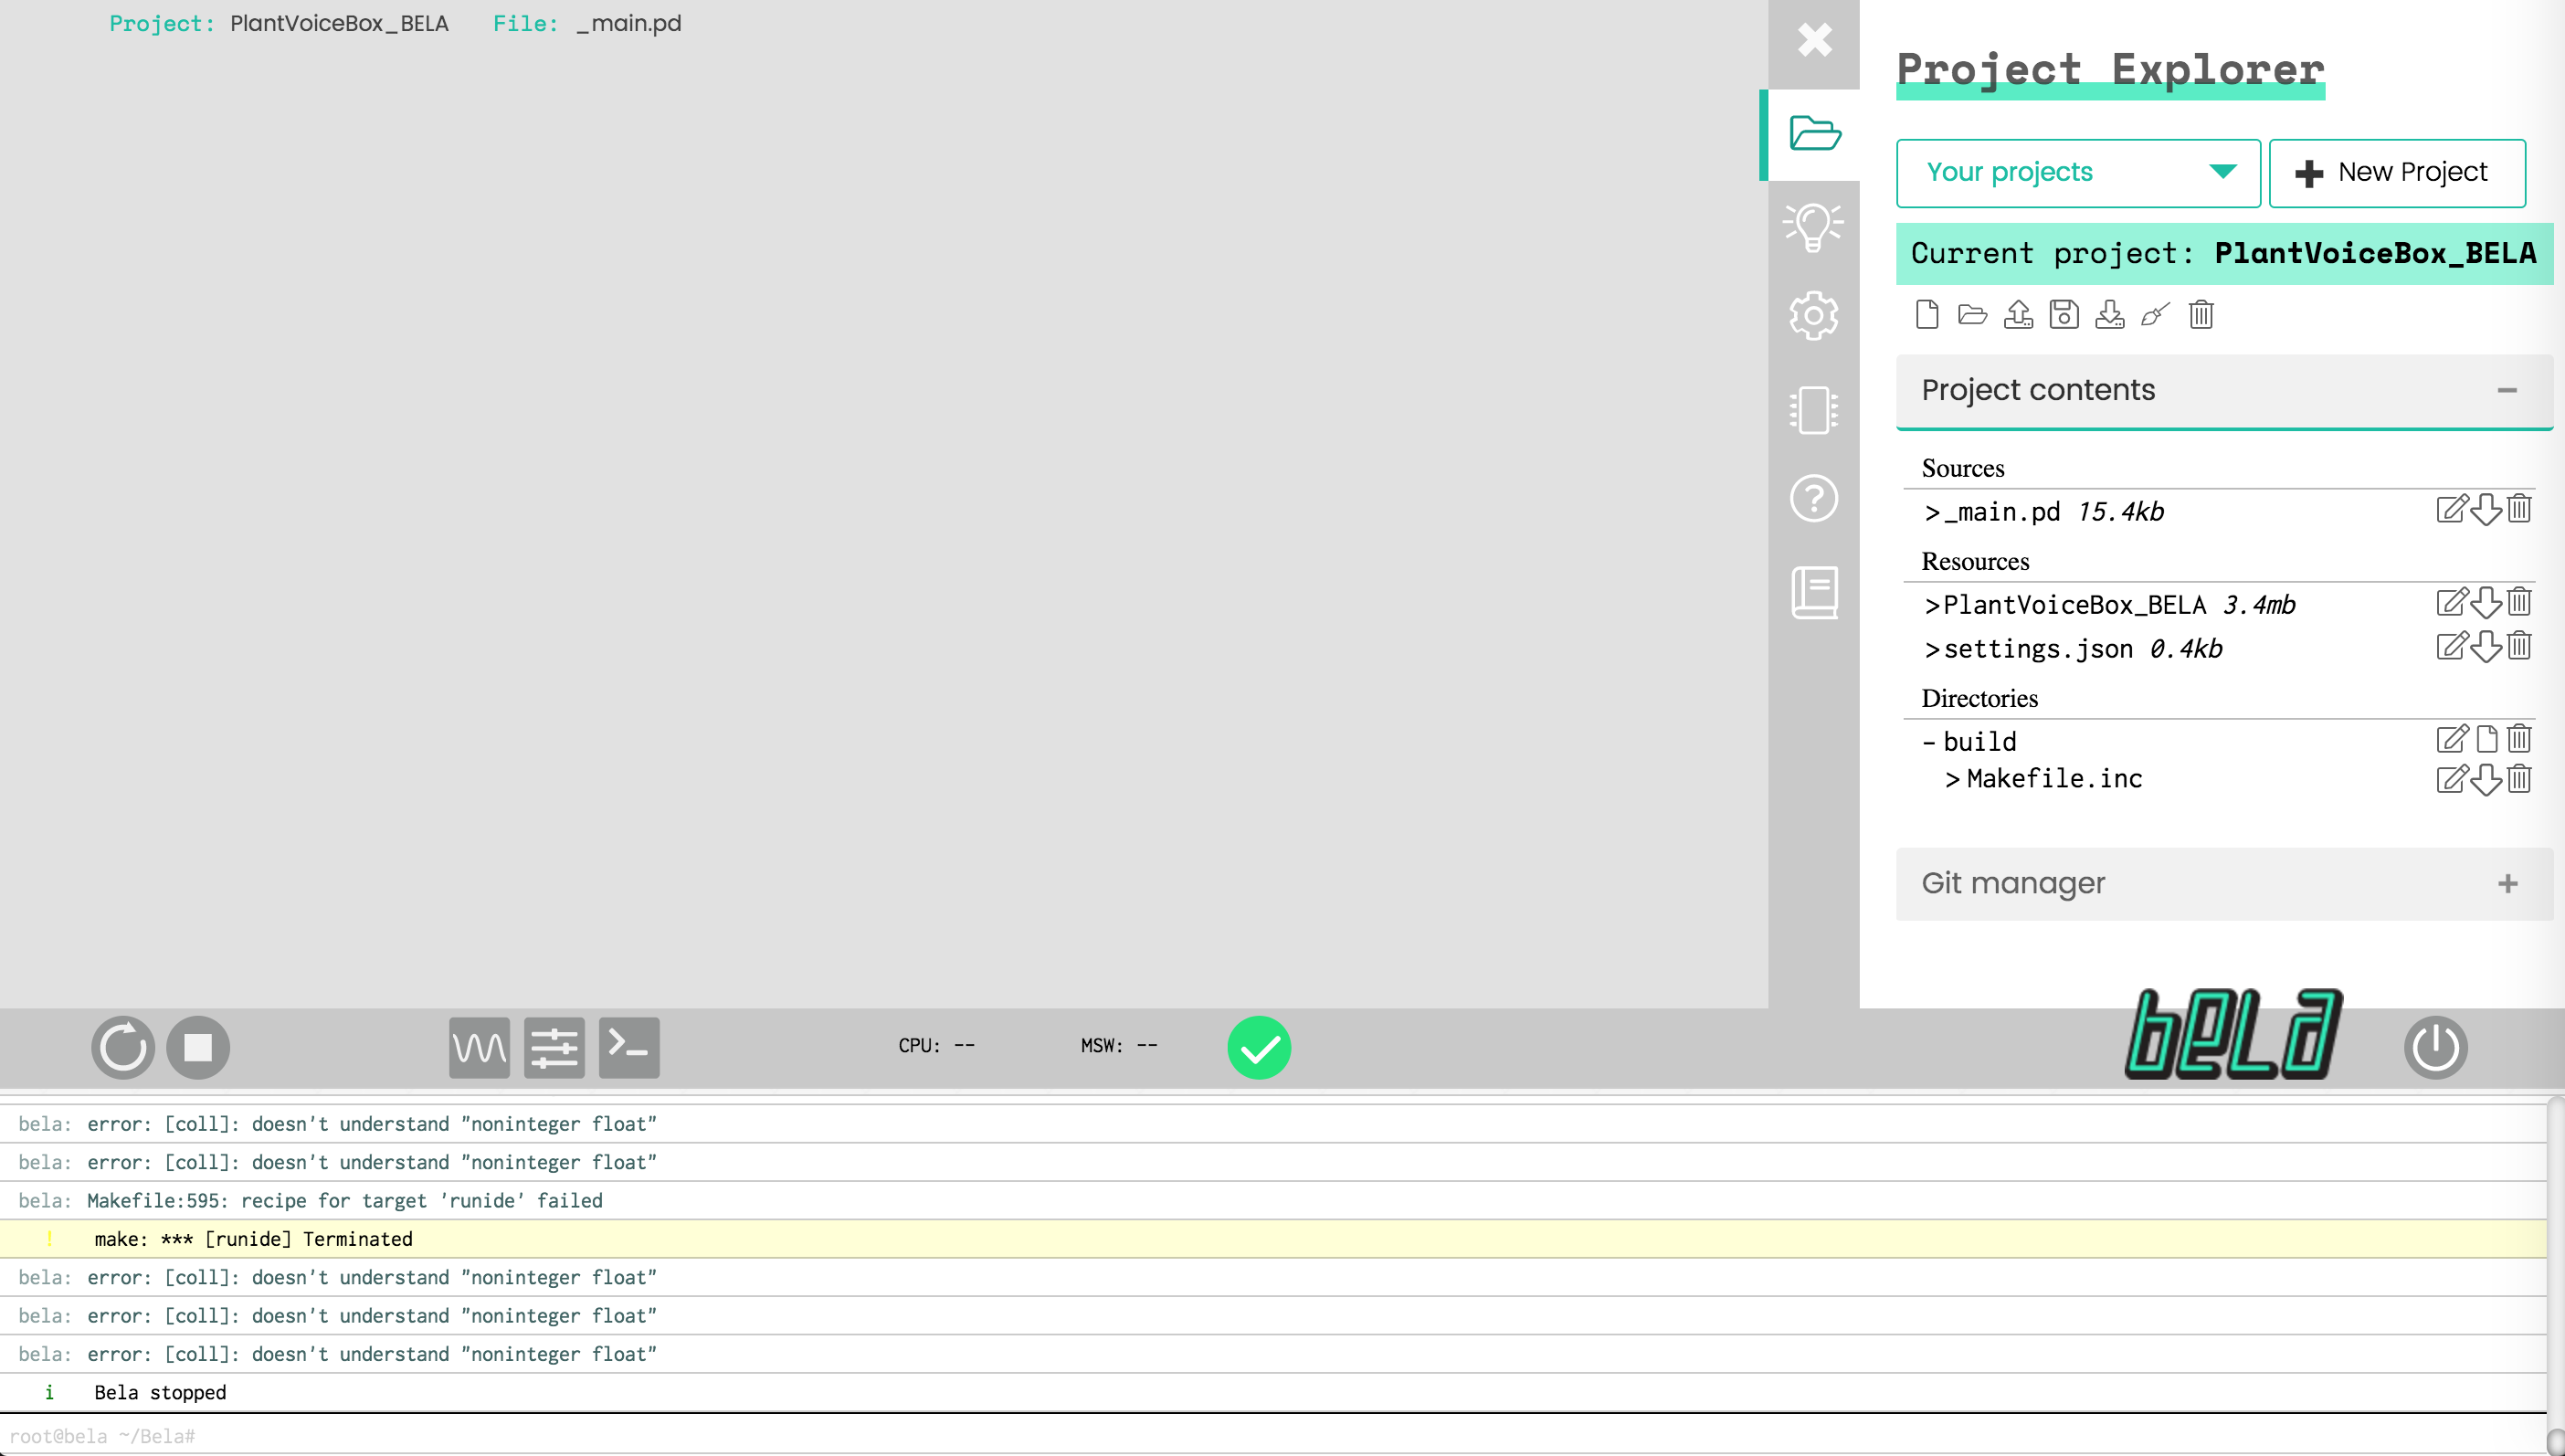 Project: PlantVoiceBox_BELA File: _main.pd
Project Explorer
Your projects
New Project
Current project: PlantVoiceBox_BELA
Project contents
Sources
>_main.pd 15.4kb
Resources
>PlantVoiceBox_BELA 3.4mb
>settings.json 0.4kb
Directories
- build
>Makefile.inc
Git manager
CPU: --
MSW: --
bela
bela: error: [coll]: doesn't understand "noninteger float"
bela: error: [coll]: doesn't understand "noninteger float"
bela: Makefile:595: recipe for target 'runide' failed
! make: *** [runide] Terminated
bela: error: [coll]: doesn't understand "noninteger float"
bela: error: [coll]: doesn't understand "noninteger float"
bela: error: [coll]: doesn't understand "noninteger float"
i Bela stopped
root@bela ~/Bela#